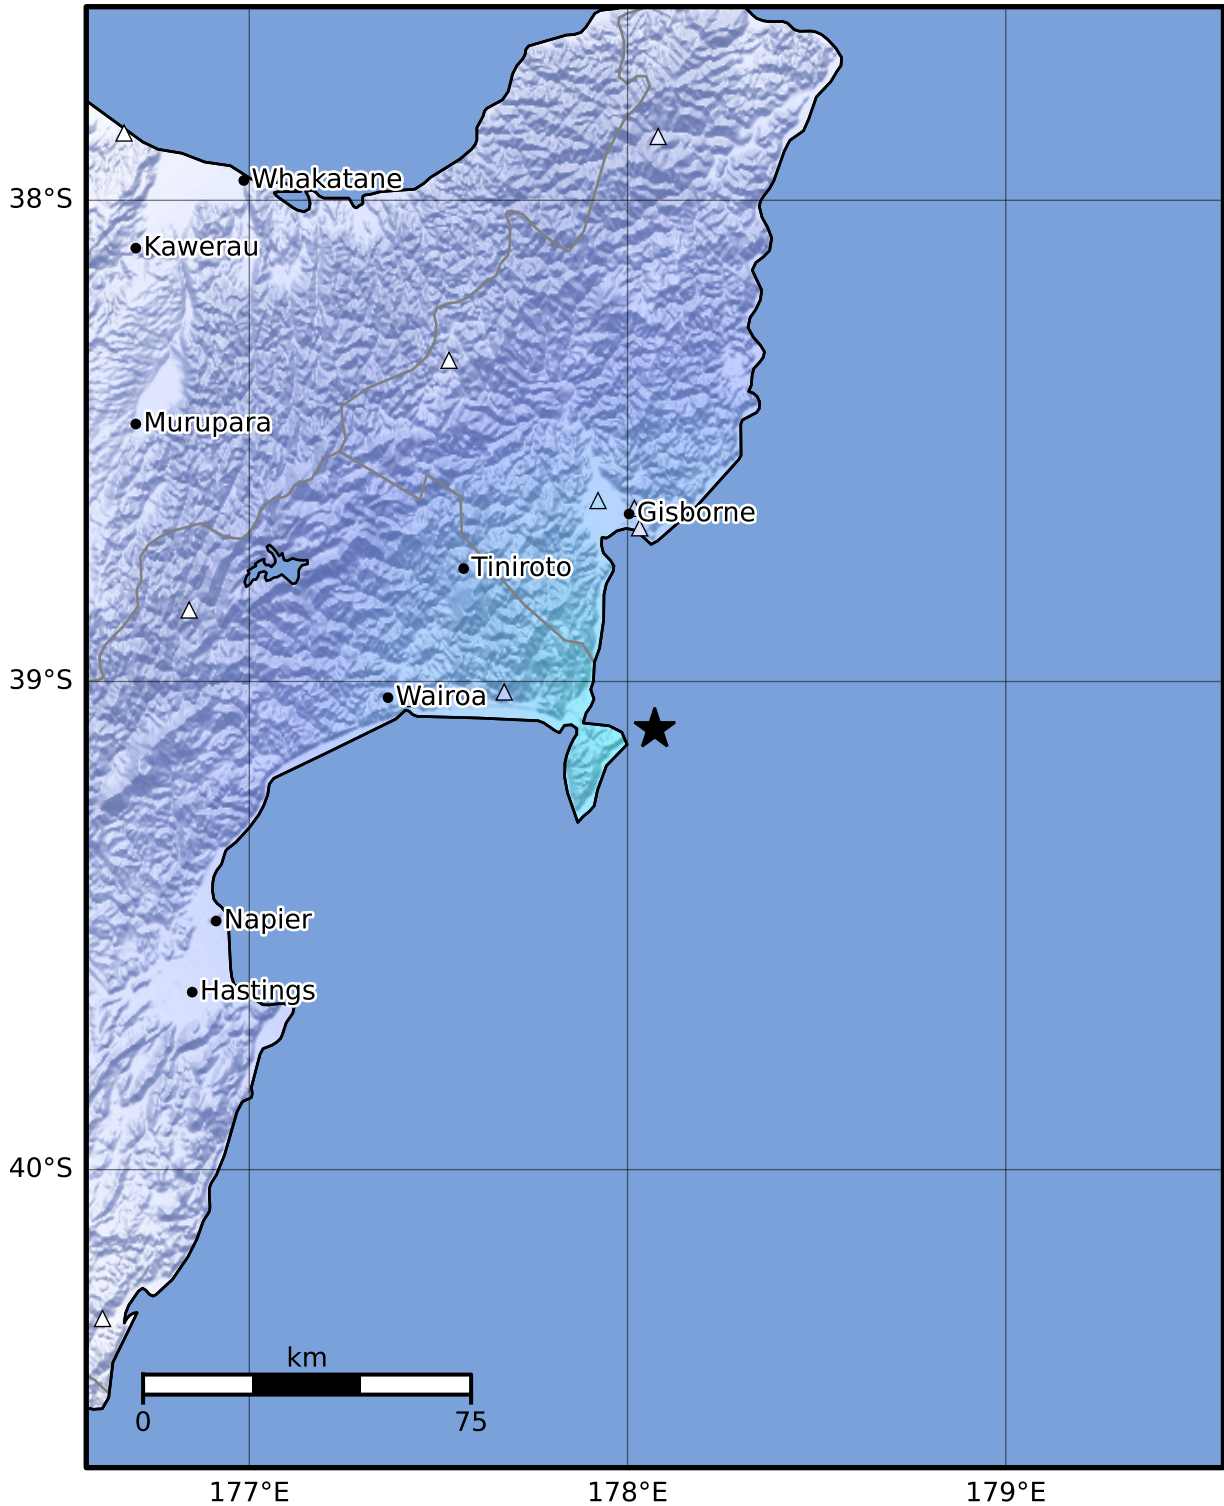 Whakatane
38°S
Kawerau
Murupara
Gisborne
Tiniroto
39°S
Wairoa
Napier
Hastings
40°S
km
0
75
177°E
178°E
179°E